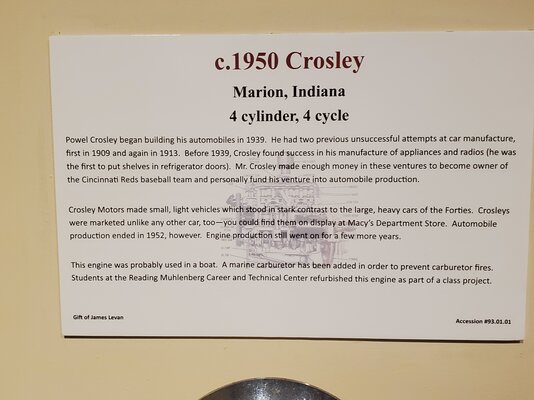 c.1950 Crosley
Marion, Indiana
4 cylinder, 4 cycle
Powel Crosley began building his automobiles in 1939. He had two previous unsuccessful attempts at car manufacture,
first in 1909 and again in 1913. Before 1939, Crosley found success in his manufacture of appliances and radios (he was
the first to put shelves in refrigerator doors). Mr. Crosley made enough money in these ventures to become owner of
the Cincinnati Reds baseball team and personally fund his venture into automobile production.
Crosley Motors made small, light vehicles which stood in stark contrast to the large, heavy cars of the Forties. Crosleys
were marketed unlike any other car, too—you could find them on display at Macy's Department Store. Automobile
production ended in 1952, however. Engine production still went on for a few more years.
This engine was probably used in a boat. A marine carburetor has been added in order to prevent carburetor fires.
Students at the Reading Muhlenberg Career and Technical Center refurbished this engine as part of a class project.
Gift of James Levan
Accession #93.01.01